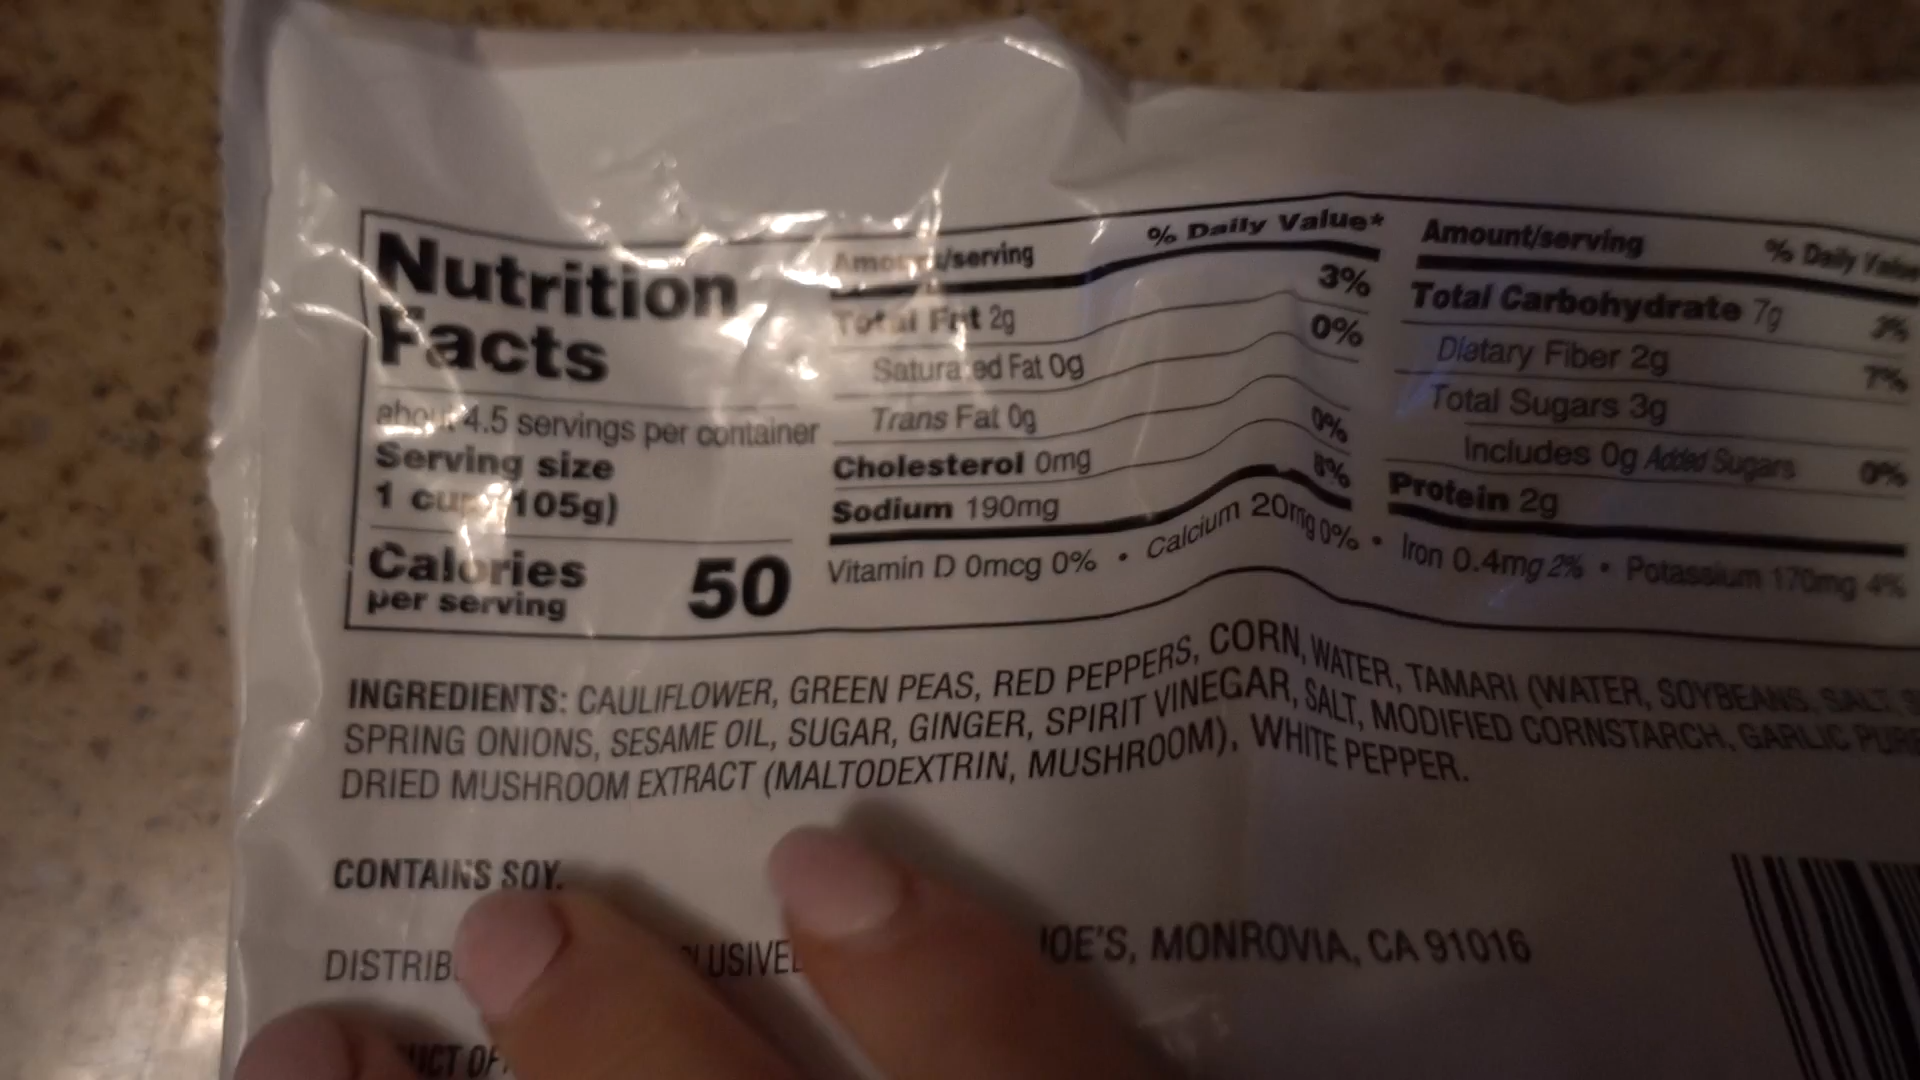 Nutrition
Facts
about 4.5 servings per container
Serving size
1 cup (105g)
Calories
per serving
50
Amount/serving % Daily Value*
Total Fat 2g 3%
Saturated Fat 0g 0%
Trans Fat 0g
Cholesterol 0mg 0%
Sodium 190mg 8%
Amount/serving % Daily Value
Total Carbohydrate 7g 3%
Dietary Fiber 2g 7%
Total Sugars 3g
Includes 0g Added Sugars 0%
Protein 2g
Vitamin D 0mcg 0% • Calcium 20mg 0% • Iron 0.4mg 2% • Potassium 170mg 4%
INGREDIENTS: CAULIFLOWER, GREEN PEAS, RED PEPPERS, CORN, WATER, TAMARI (WATER, SOYBEANS, SALT,
SPRING ONIONS, SESAME OIL, SUGAR, GINGER, SPIRIT VINEGAR, SALT, MODIFIED CORNSTARCH, GARLIC
DRIED MUSHROOM EXTRACT (MALTODEXTRIN, MUSHROOM), WHITE PEPPER.
CONTAINS SOY.
JOE'S, MONROVIA, CA 91016